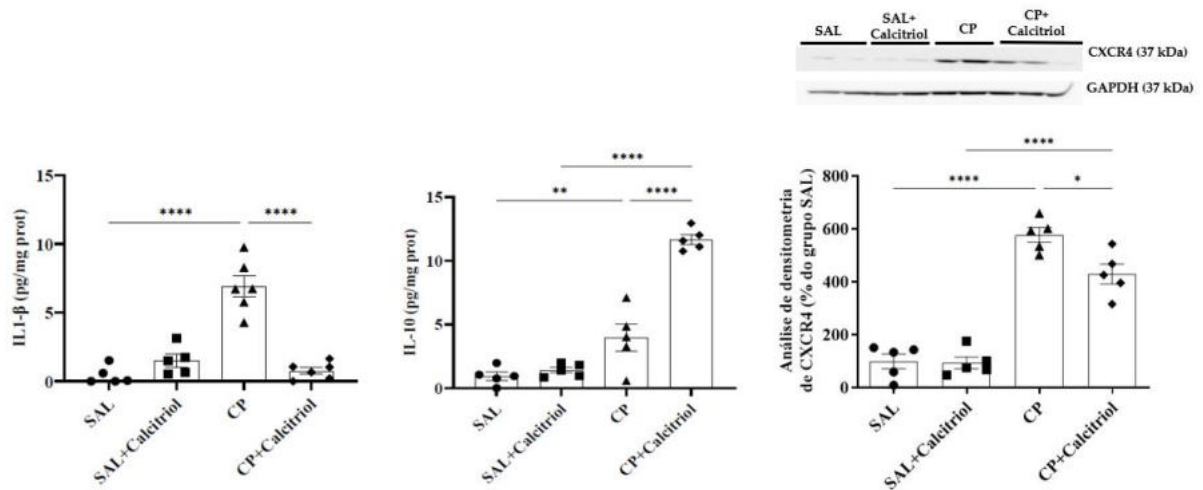 SAL
SAL+
Calcitriol
CP
CP+
Calcitriol
CXCR4 (37 kDa)
GAPDH (37 kDa)
IL1-β (pg/mg prot)
15
10
5
0
****
****
SAL
SAL+Calcitriol
CP
CP+Calcitriol
IL-10 (pg/mg prot)
15
10
5
0
****
**
****
SAL
SAL+Calcitriol
CP
CP+Calcitriol
Análise de densitometria
de CXCR4 (% do grupo SAL)
800
600
400
200
0
****
****
*
SAL
SAL+Calcitriol
CP
CP+Calcitriol